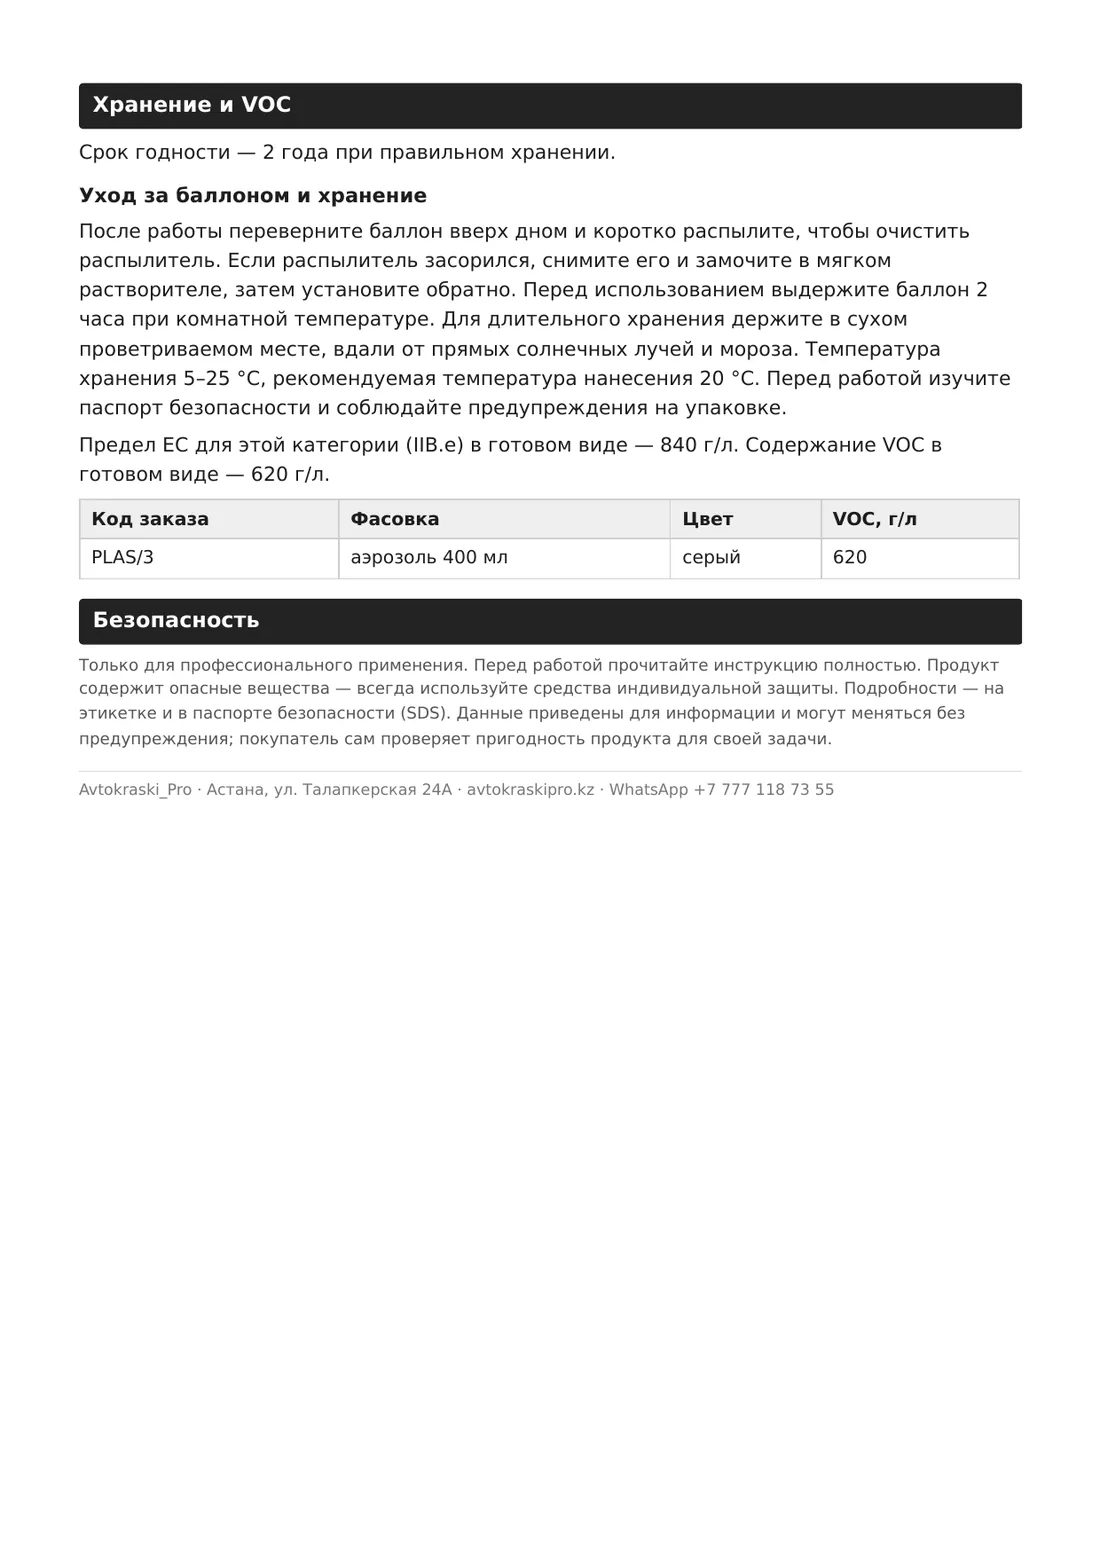 Хранение и VOC
Срок годности — 2 года при правильном хранении.
Уход за баллоном и хранение
После работы переверните баллон вверх дном и коротко распылите, чтобы очистить
распылитель. Если распылитель засорился, снимите его и замочите в мягком
растворителе, затем установите обратно. Перед использованием выдержите баллон 2
часа при комнатной температуре. Для длительного хранения держите в сухом
проветриваемом месте, вдали от прямых солнечных лучей и мороза. Температура
хранения 5–25 °C, рекомендуемая температура нанесения 20 °C. Перед работой изучите
паспорт безопасности и соблюдайте предупреждения на упаковке.
Предел ЕС для этой категории (IIB.e) в готовом виде — 840 г/л. Содержание VOC в
готовом виде — 620 г/л.
Код заказа Фасовка Цвет VOC, г/л
PLAS/3 аэрозоль 400 мл серый 620
Безопасность
Только для профессионального применения. Перед работой прочитайте инструкцию полностью. Продукт
содержит опасные вещества — всегда используйте средства индивидуальной защиты. Подробности — на
этикетке и в паспорте безопасности (SDS). Данные приведены для информации и могут меняться без
предупреждения; покупатель сам проверяет пригодность продукта для своей задачи.
Avtokraski_Pro · Астана, ул. Талапкерская 24А · avtokraskipro.kz · WhatsApp +7 777 118 73 55